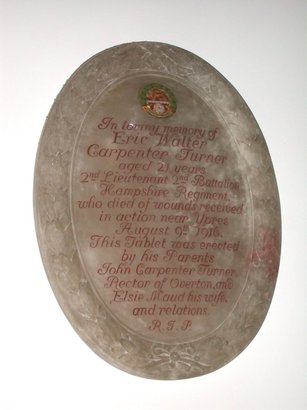 In loving memory of
Eric Walter
Carpenter Turner
aged 21 years
2nd Lieutenant 2nd Battalion
Hampshire Regiment,
who died of wounds received
in action near Ypres
August 9th 1916.
This Tablet was erected
by his Parents
John Carpenter Turner,
Rector of Overton, and
Elsie Maud his wife,
and relations.
R.I.P.